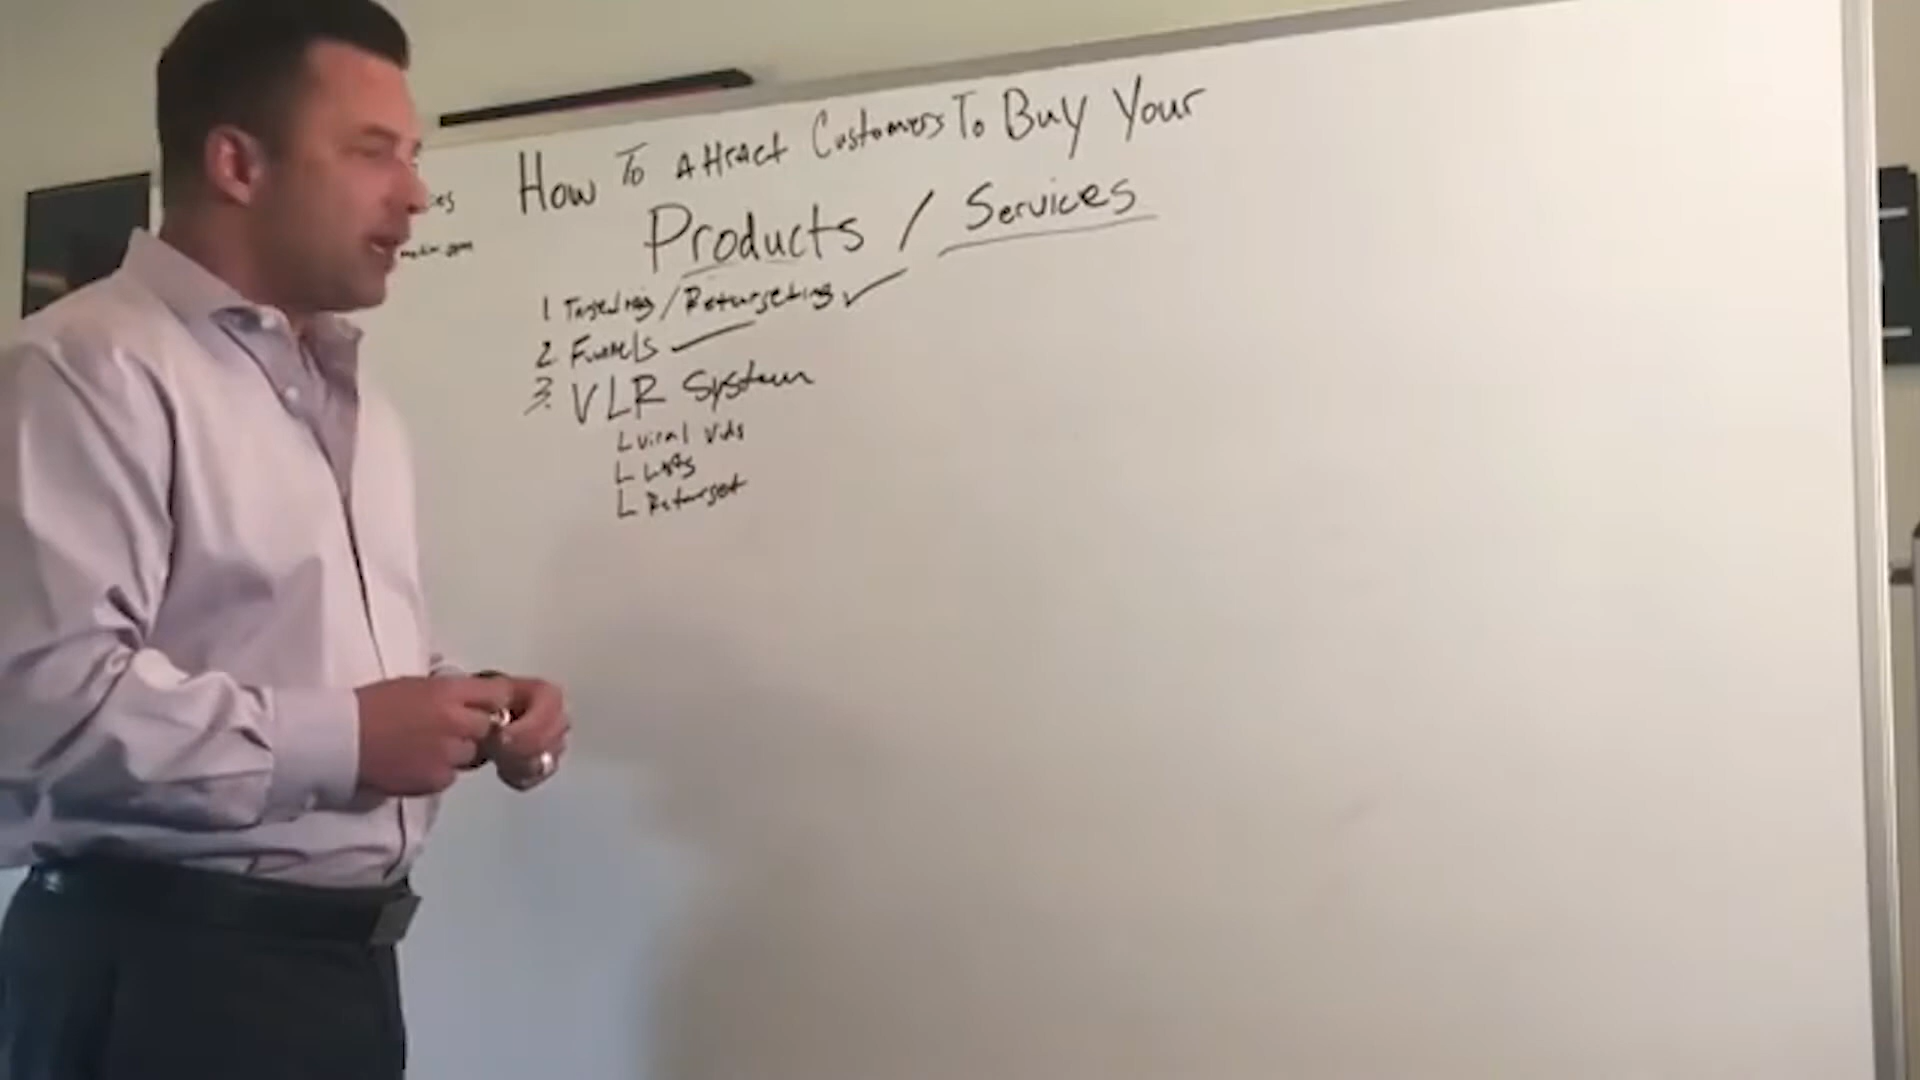 How To Attract Customers To Buy Your
Products / Services
1 Targeting / Retargeting ✓
2 Funnels ✓
3. VLR System
L Viral Vids
L
L Retarget